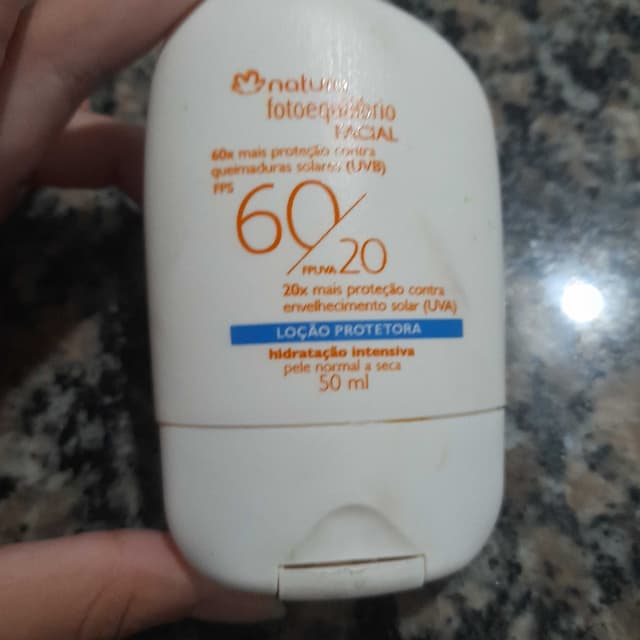 natura
fotoequilíbrio
FACIAL
60x mais proteção contra
queimaduras solares (UVB)
FPS
60/20
FPUVA
20x mais proteção contra
envelhecimento solar (UVA)
LOÇÃO PROTETORA
hidratação intensiva
pele normal a seca
50 ml